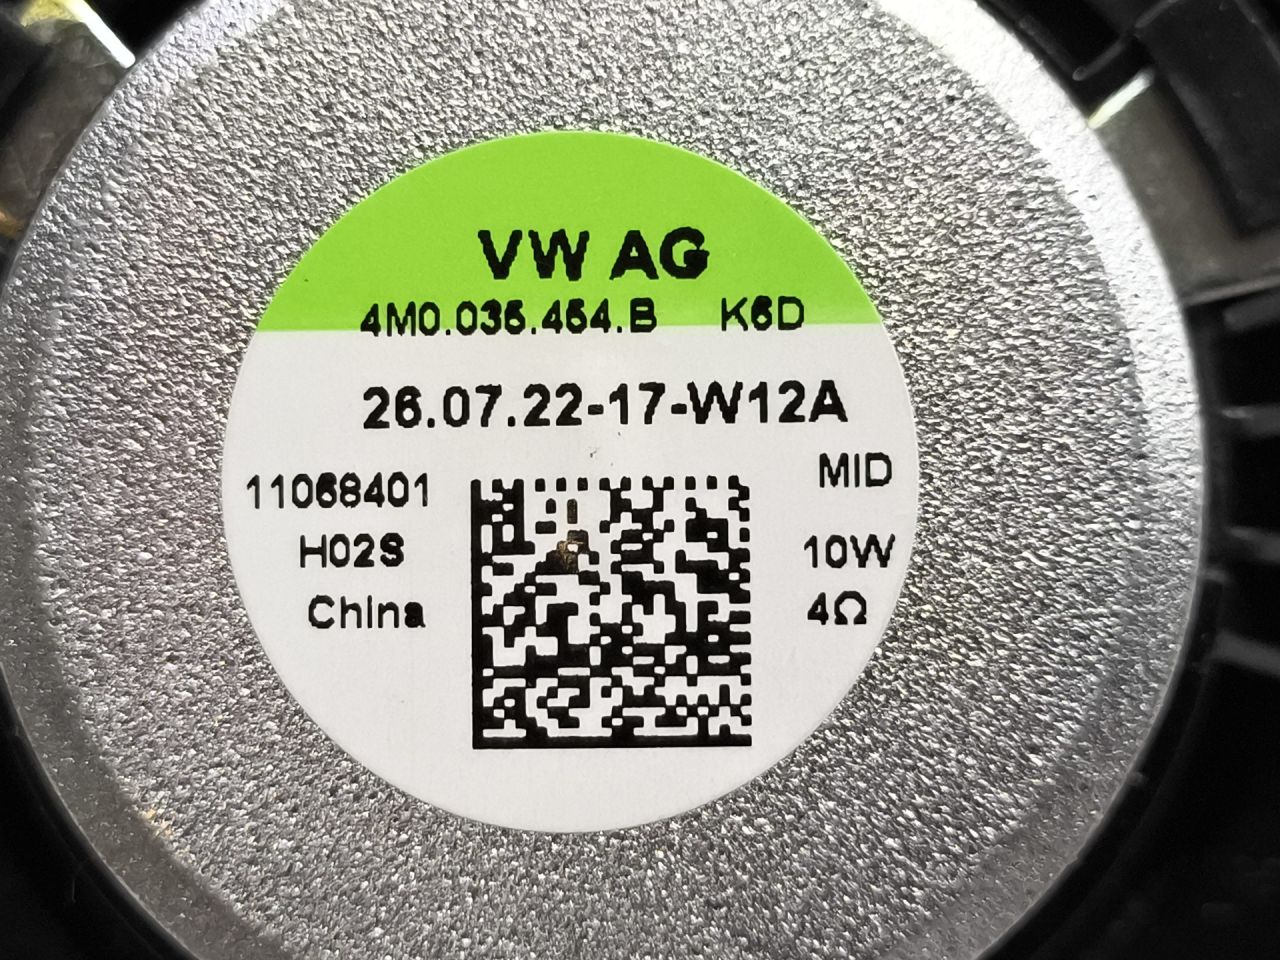 VW AG
4M0.035.454.B K6D
26.07.22-17-W12A
11068401
H02S
China
MID
10W
4Ω